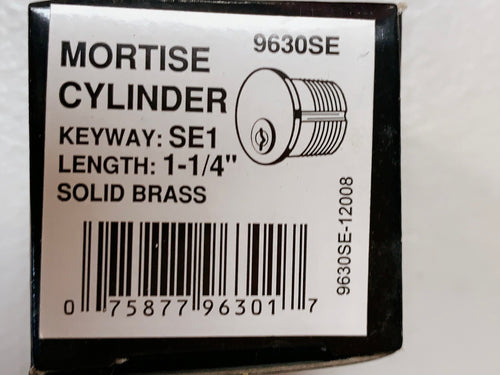 MORTISE
CYLINDER
9630SE
KEYWAY: SE1
LENGTH: 1-1/4"
SOLID BRASS
9630SE-12008
0 75877 96301 7